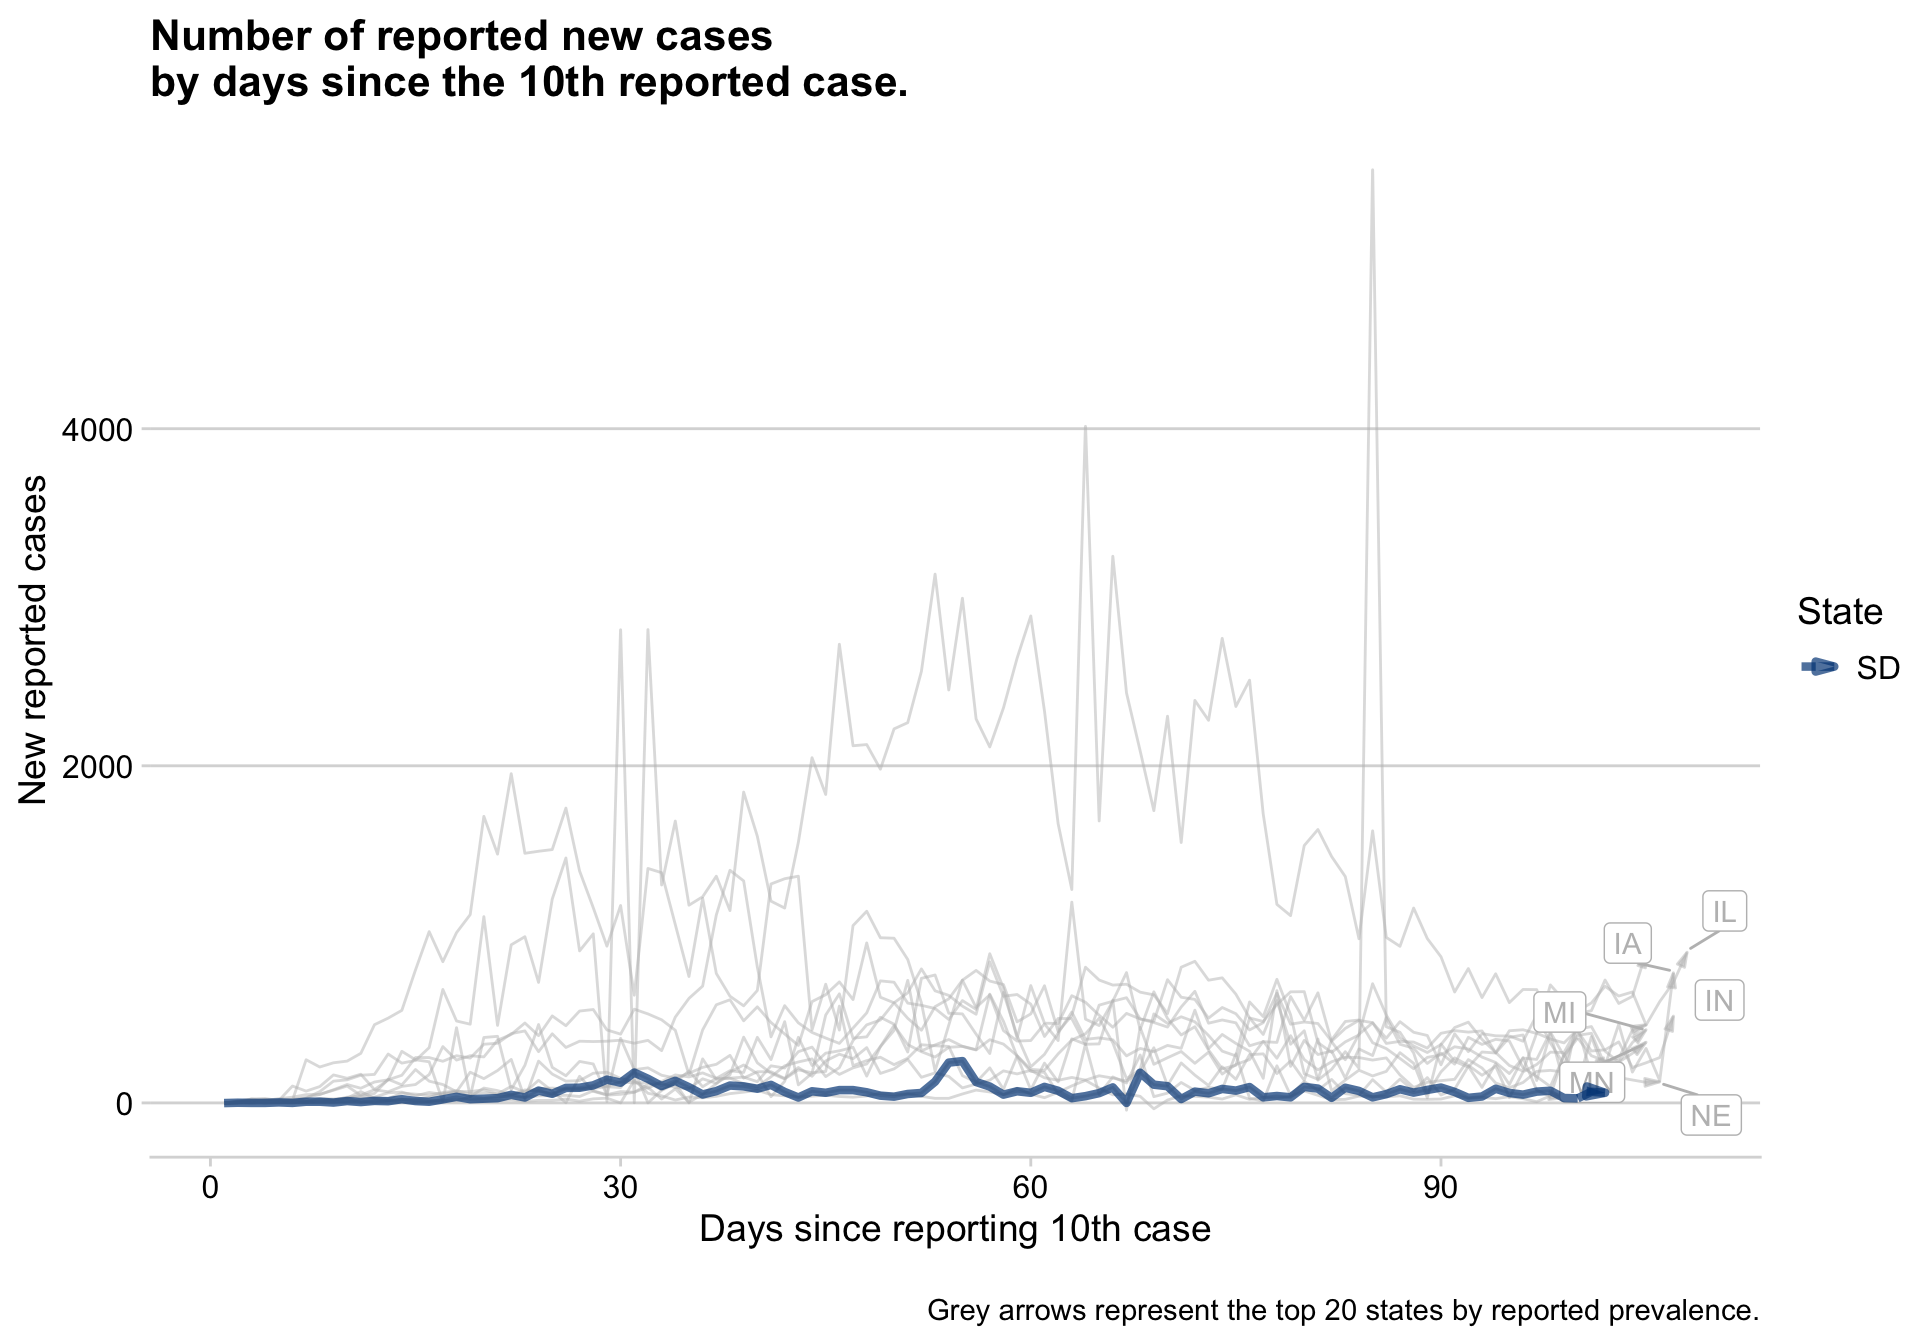 Number of reported new cases
by days since the 10th reported case.
New reported cases
4000
2000
0
0
30
60
90
Days since reporting 10th case
IL
IA
IN
MI
MN
NE
State
SD
Grey arrows represent the top 20 states by reported prevalence.